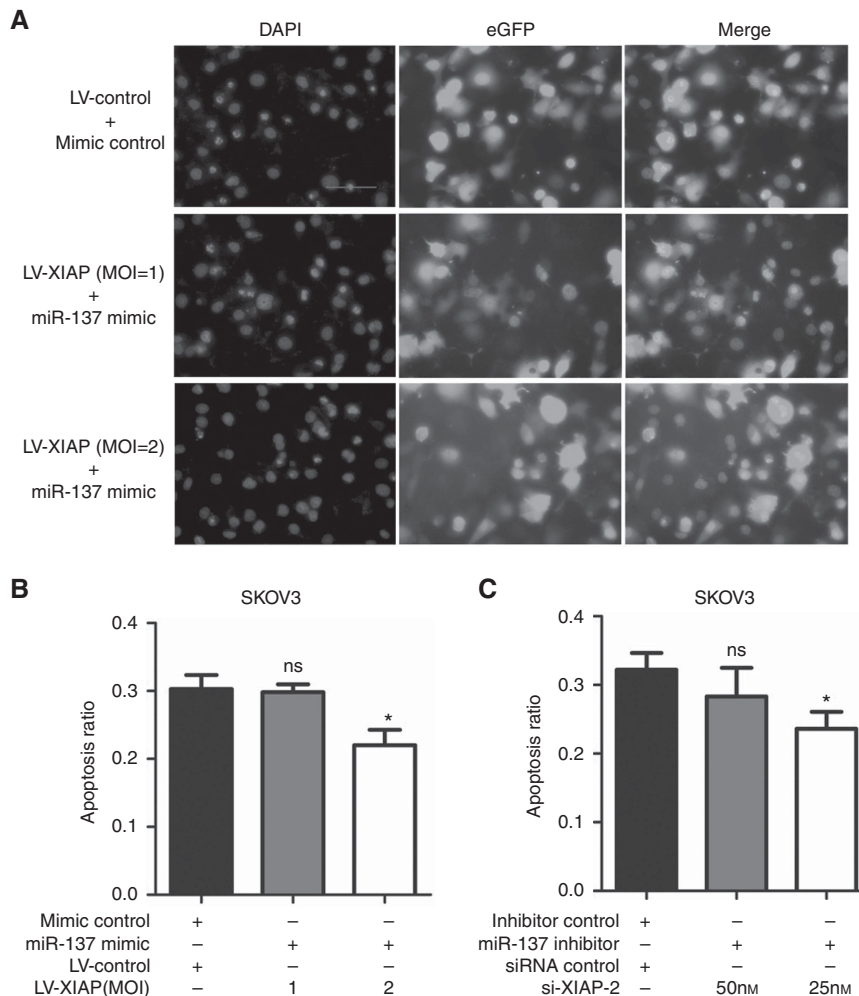 A
DAPI eGFP Merge
LV-control
+
Mimic control
LV-XIAP (MOI=1)
+
miR-137 mimic
LV-XIAP (MOI=2)
+
miR-137 mimic
B
SKOV3
Apoptosis ratio
0.4
0.3
0.2
0.1
0.0
ns
*
Mimic control + – –
miR-137 mimic – + +
LV-control + – –
LV-XIAP(MOI) – 1 2
C
SKOV3
Apoptosis ratio
0.4
0.3
0.2
0.1
0.0
ns
*
Inhibitor control + – –
miR-137 inhibitor – + +
siRNA control + – –
si-XIAP-2 – 50nM 25nM